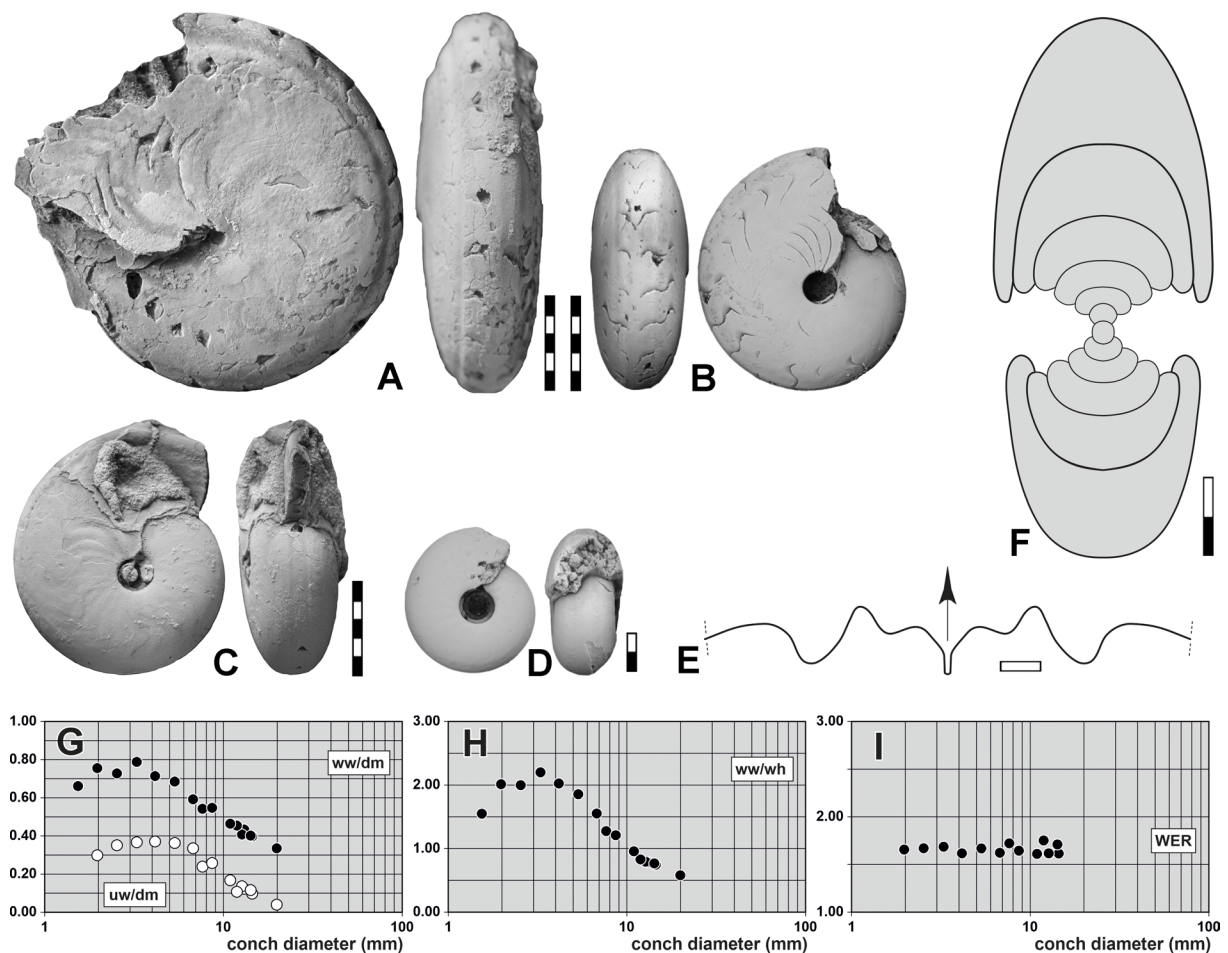 A
B
F
C
D
E
G
ww/dm
uw/dm
1.00
0.80
0.60
0.40
0.20
0.00
1
10
100
conch diameter (mm)
H
ww/wh
3.00
2.00
1.00
0.00
1
10
100
conch diameter (mm)
I
WER
3.00
2.00
1.00
1
10
100
conch diameter (mm)